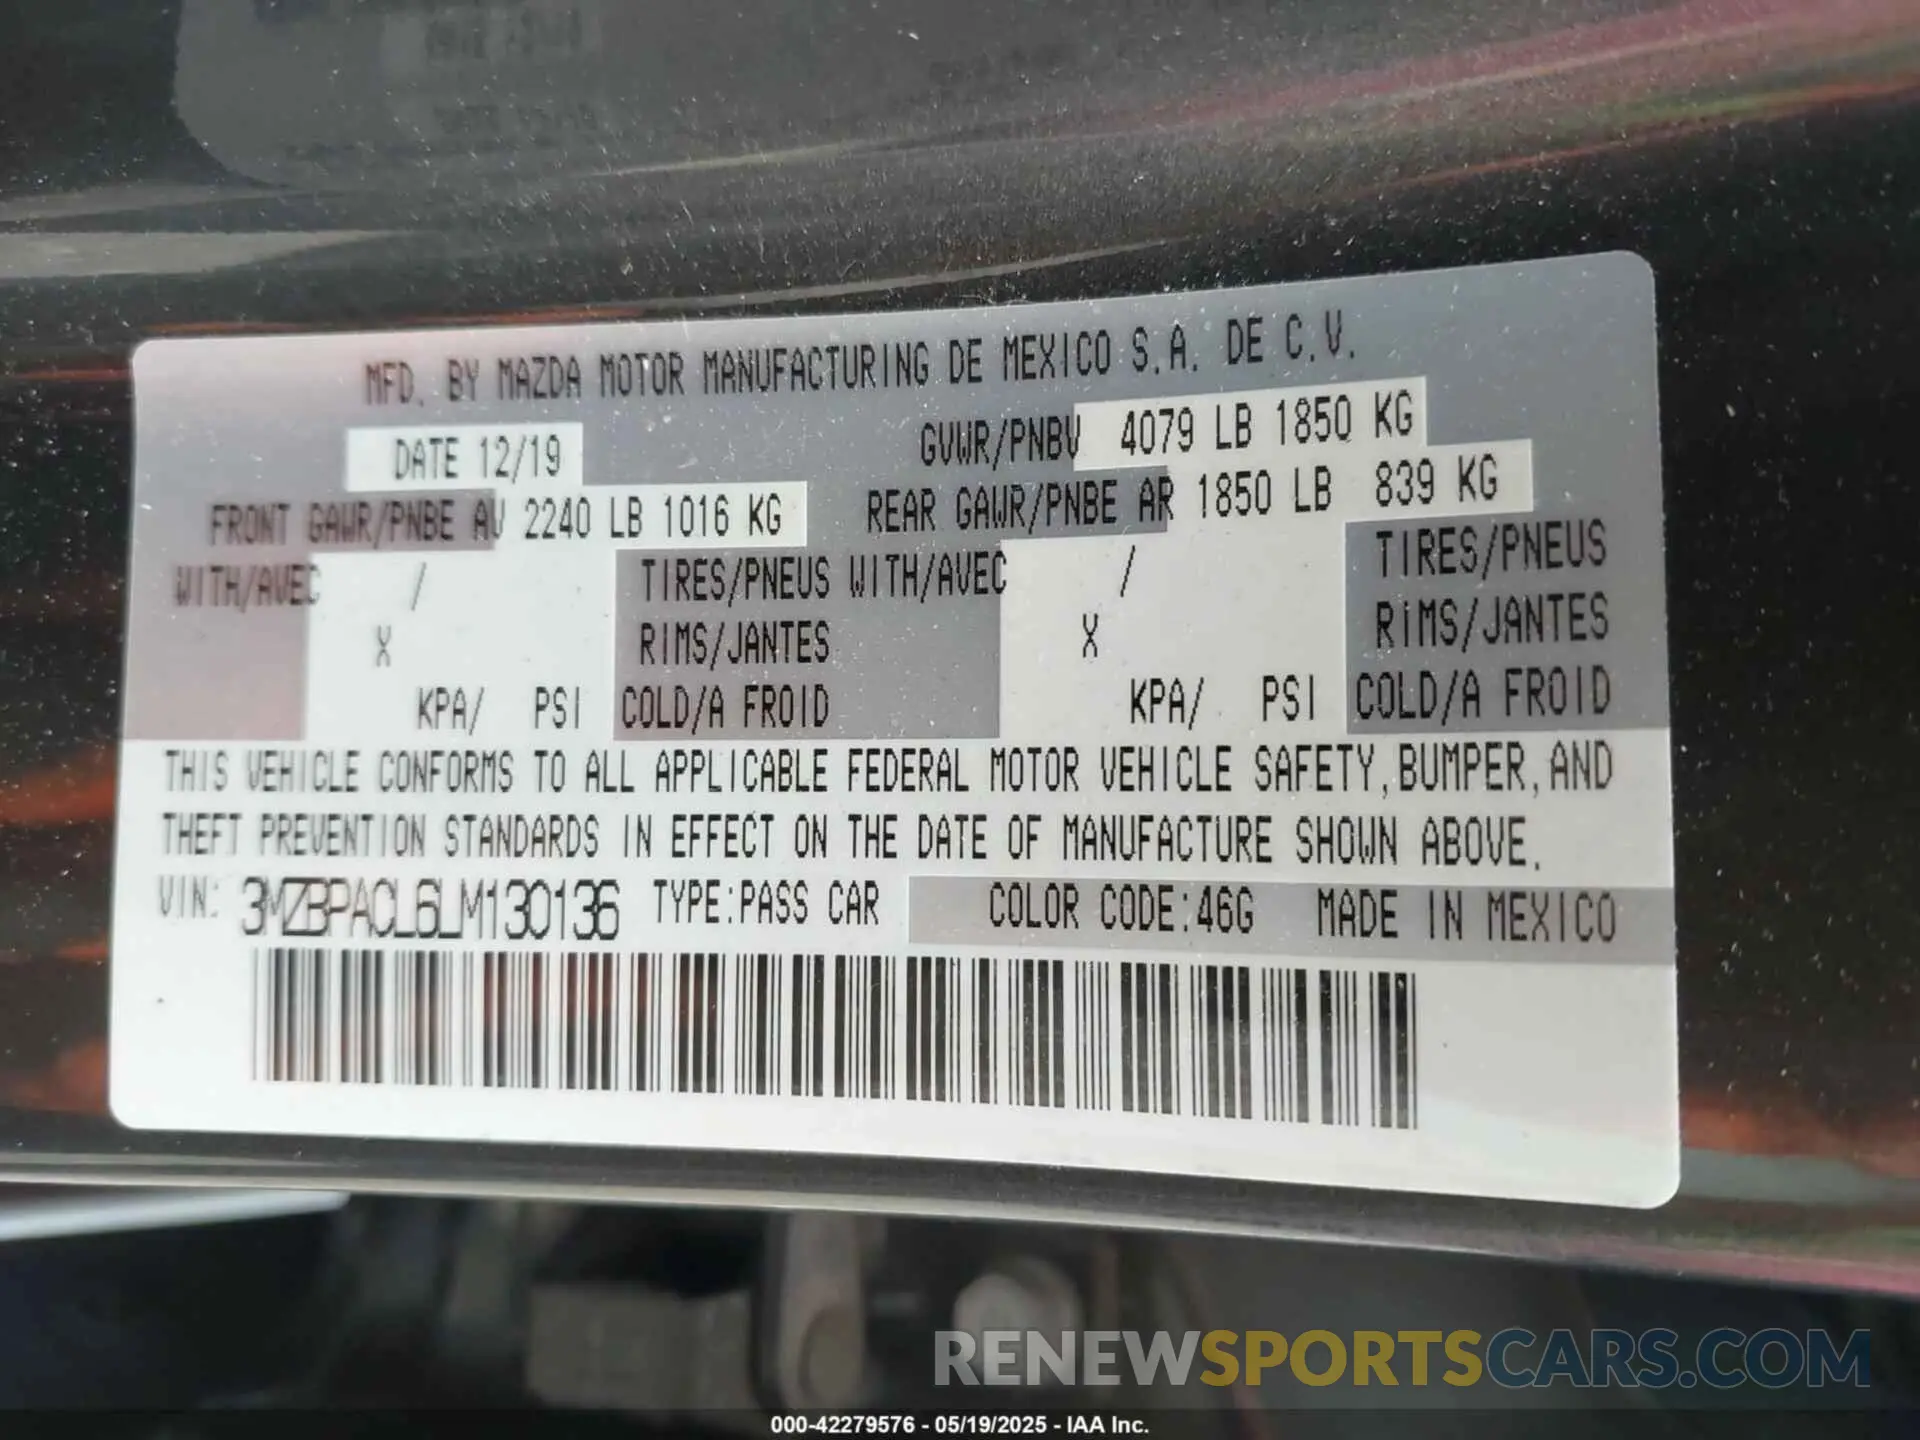 MFD. BY MAZDA MOTOR MANUFACTURING DE MEXICO S.A. DE C.V.
DATE 12/19 GVWR/PNBV 4079 LB 1850 KG
FRONT GAWR/PNBE AV 2240 LB 1016 KG REAR GAWR/PNBE AR 1850 LB 839 KG
WITH/AVEC / TIRES/PNEUS WITH/AVEC / TIRES/PNEUS
X RIMS/JANTES X RIMS/JANTES
KPA/ PSI COLD/A FROID KPA/ PSI COLD/A FROID
THIS VEHICLE CONFORMS TO ALL APPLICABLE FEDERAL MOTOR VEHICLE SAFETY, BUMPER, AND
THEFT PREVENTION STANDARDS IN EFFECT ON THE DATE OF MANUFACTURE SHOWN ABOVE.
VIN: 3MZBPACL6LM130136 TYPE:PASS CAR COLOR CODE:46G MADE IN MEXICO
RENEWSPORTSCARS.COM
000-42279576 - 05/19/2025 - IAA Inc.